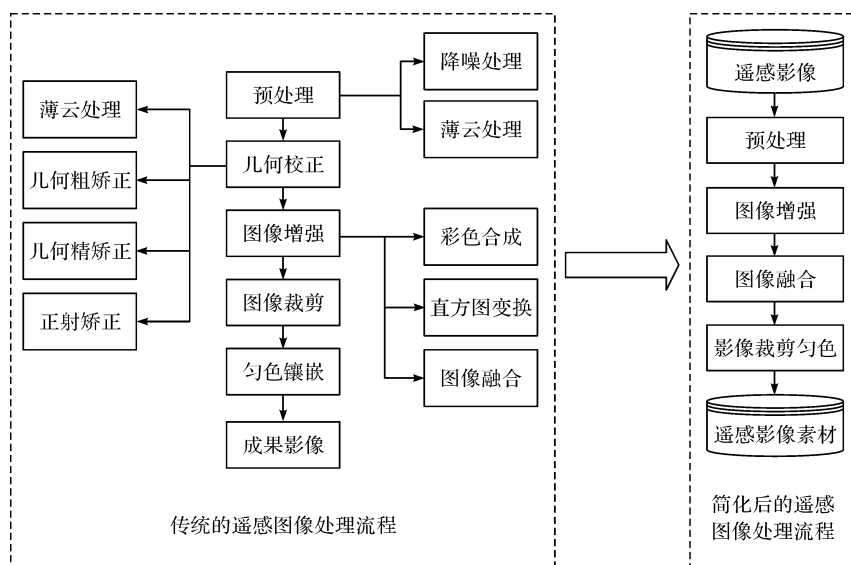 降噪处理
预处理
薄云处理
薄云处理
几何校正
几何粗矫正
图像增强
彩色合成
几何精矫正
图像裁剪
直方图变换
正射矫正
匀色镶嵌
图像融合
成果影像
传统的遥感图像处理流程
遥感影像
预处理
图像增强
图像融合
影像裁剪匀色
遥感影像素材
简化后的遥感
图像处理流程